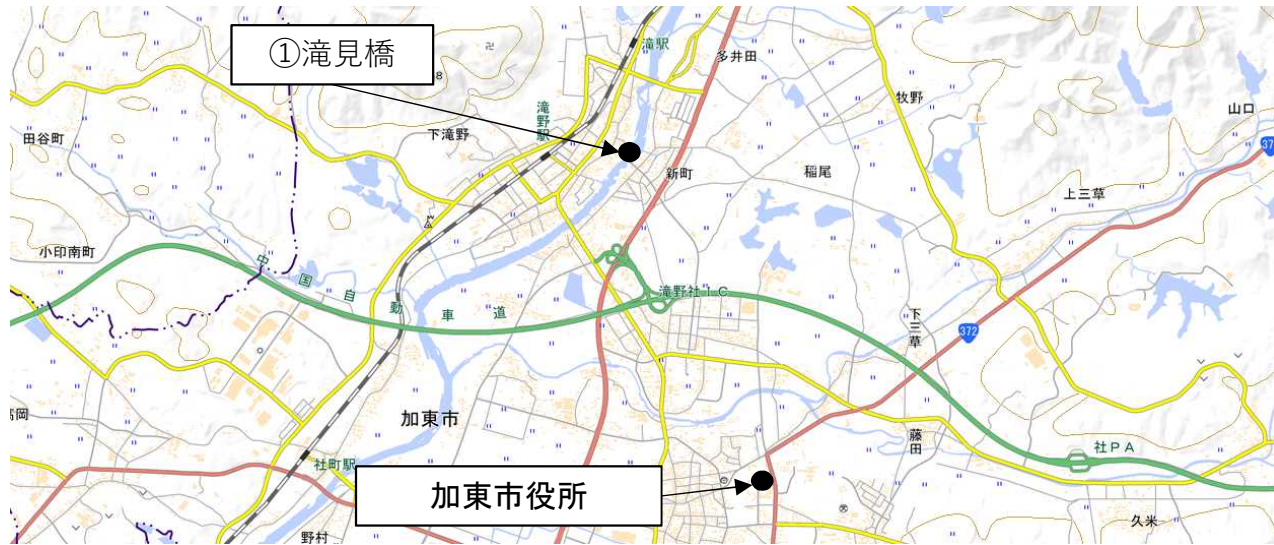 ①滝見橋
滝駅
多井田
牧野
山口
372
田谷町
下滝野
滝野駅
新町
稲尾
上三草
小印南町
中国自動車道
滝野社IC
下三草
372
加東市
藤田
社PA
社町駅
加東市役所
野村
久米